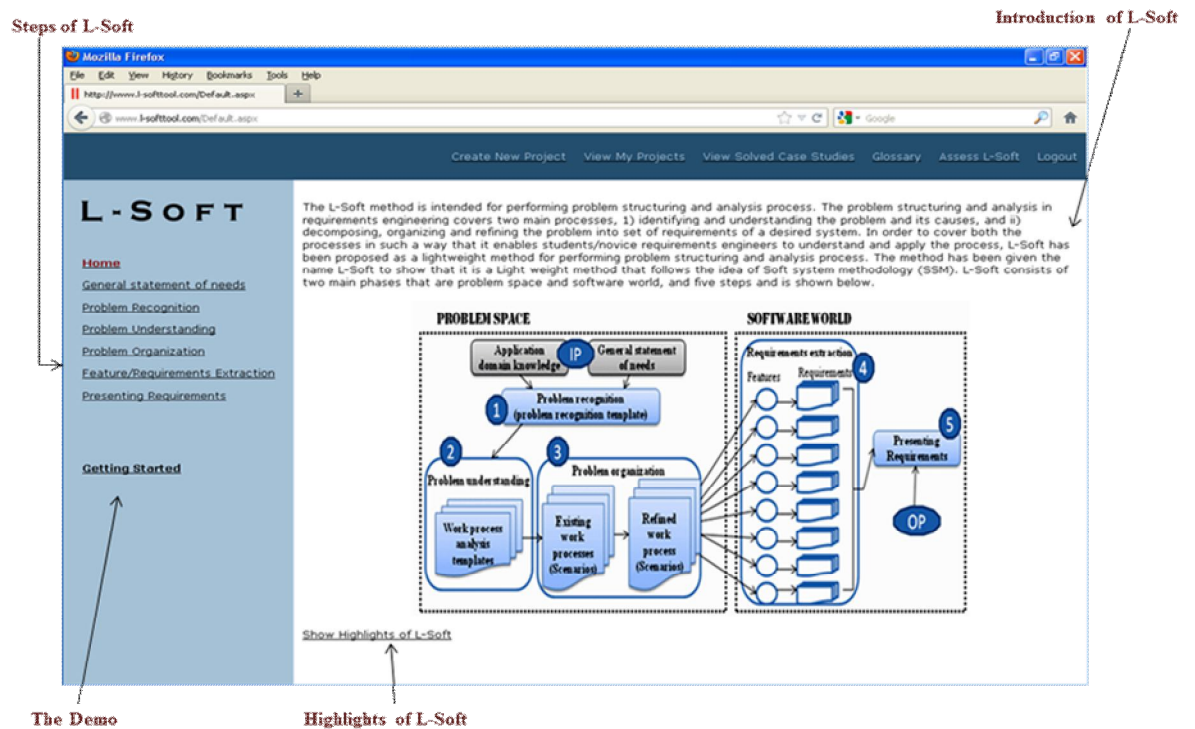 Steps of L-Soft
Introduction of L-Soft
Mozilla Firefox
File Edit View History Bookmarks Tools Help
http://www.l-softtool.com/Default.aspx
www.l-softtool.com/Default.aspx
Google
Create New Project View My Projects View Solved Case Studies Glossary Assess L-Soft Logout
L-SOFT
Home
General statement of needs
Problem Recognition
Problem Understanding
Problem Organization
Feature/Requirements Extraction
Presenting Requirements
Getting Started
The L-Soft method is intended for performing problem structuring and analysis process. The problem structuring and analysis in
requirements engineering covers two main processes, 1) identifying and understanding the problem and its causes, and ii)
decomposing, organizing and refining the problem into set of requirements of a desired system. In order to cover both the
processes in such a way that it enables students/novice requirements engineers to understand and apply the process, L-Soft has
been proposed as a lightweight method for performing problem structuring and analysis process. The method has been given the
name L-Soft to show that it is a Light weight method that follows the idea of Soft system methodology (SSM). L-Soft consists of
two main phases that are problem space and software world, and five steps and is shown below.
PROBLEM SPACE
Application
domain knowledge
IP
General statement
of needs
1
Problem recognition
(problem recognition template)
2
Problem understanding
Work process
analysis
templates
3
Problem organization
Existing
work
processes
(Scenarios)
Refined
work
process
(Scenarios)
SOFTWARE WORLD
Requirements extraction
4
Features
Requirements
5
Presenting
Requirements
OP
Show Highlights of L-Soft
The Demo
Highlights of L-Soft